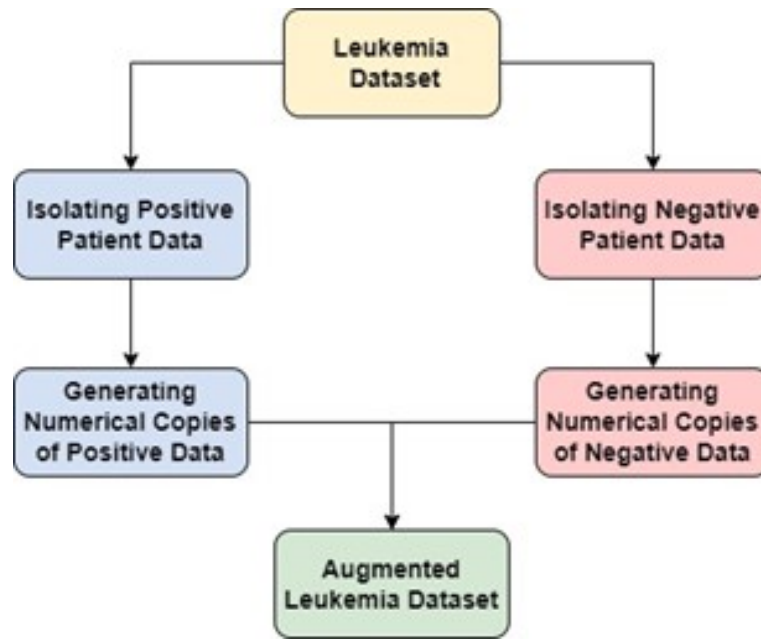 Leukemia
Dataset
Isolating Positive
Patient Data
Isolating Negative
Patient Data
Generating
Numerical Copies
of Positive Data
Generating
Numerical Copies
of Negative Data
Augmented
Leukemia Dataset